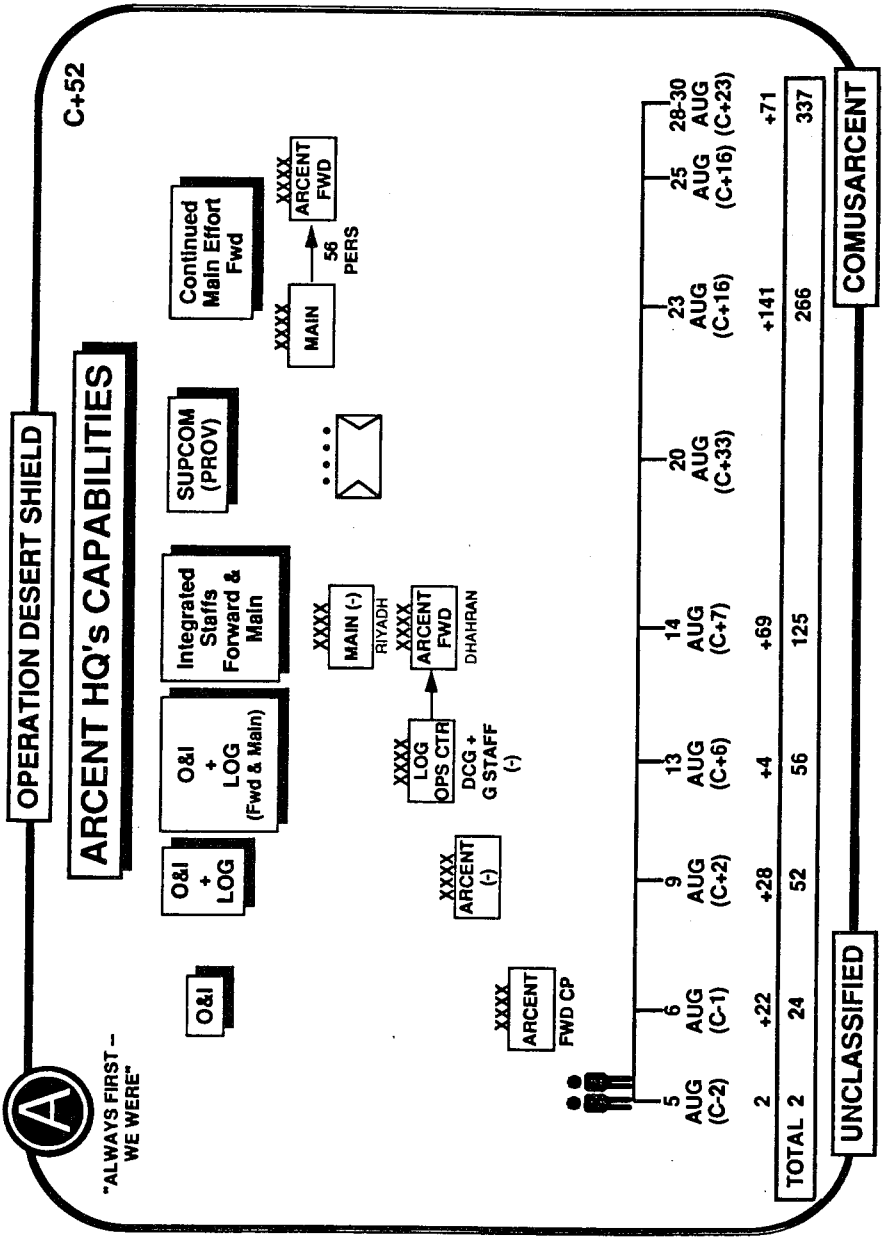 OPERATION DESERT SHIELD
A
"ALWAYS FIRST –
WE WERE"
C+52
ARCENT HQ's CAPABILITIES
O&I
O&I
+
LOG
O&I
+
LOG
(Fwd & Main)
Integrated
Staffs
Forward &
Main
SUPCOM
(PROV)
Continued
Main Effort
Fwd
XXXX
ARCENT
FWD CP
XXXX
ARCENT
(-)
XXXX
LOG
OPS CTR
DCG +
G STAFF
(-)
XXXX
MAIN (-)
RIYADH
XXXX
ARCENT
FWD
DHAHRAN
XXXX
MAIN
56
PERS
XXXX
ARCENT
FWD
5
AUG
(C-2)
6
AUG
(C-1)
9
AUG
(C+2)
13
AUG
(C+6)
14
AUG
(C+7)
20
AUG
(C+33)
23
AUG
(C+16)
25
AUG
(C+16)
28-30
AUG
(C+23)
2 +22 +28 +4 +69 +141 +71
TOTAL 2 24 52 56 125 266 337
UNCLASSIFIED
COMUSARCENT